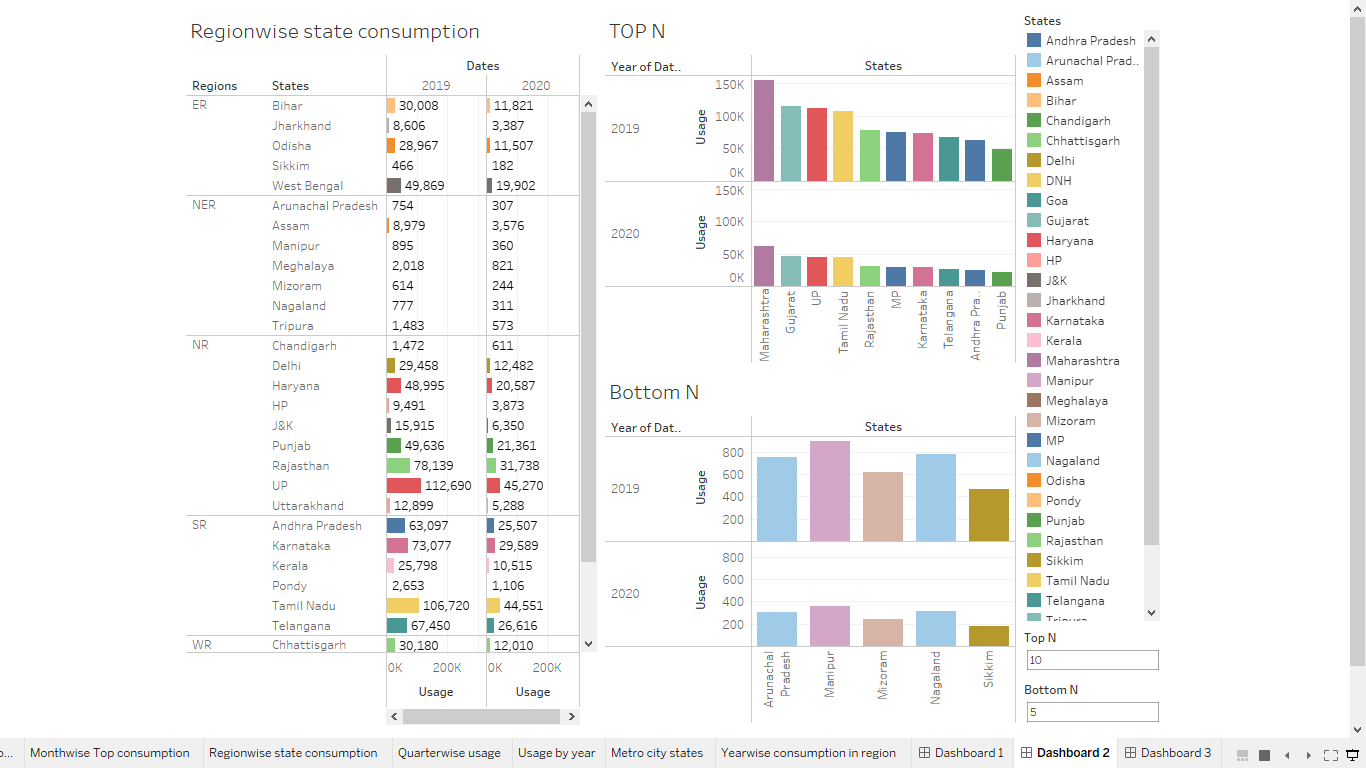 Regionwise state consumption
Dates
Regions States 2019 2020
ER Bihar 30,008 11,821
Jharkhand 8,606 3,387
Odisha 28,967 11,507
Sikkim 466 182
West Bengal 49,869 19,902
NER Arunachal Pradesh 754 307
Assam 8,979 3,576
Manipur 895 360
Meghalaya 2,018 821
Mizoram 614 244
Nagaland 777 311
Tripura 1,483 573
NR Chandigarh 1,472 611
Delhi 29,458 12,482
Haryana 48,995 20,587
HP 9,491 3,873
J&K 15,915 6,350
Punjab 49,636 21,361
Rajasthan 78,139 31,738
UP 112,690 45,270
Uttarakhand 12,899 5,288
SR Andhra Pradesh 63,097 25,507
Karnataka 73,077 29,589
Kerala 25,798 10,515
Pondy 2,653 1,106
Tamil Nadu 106,720 44,551
Telangana 67,450 26,616
WR Chhattisgarh 30,180 12,010
0K 200K 0K 200K
Usage Usage
TOP N
Year of Dat.. States
2019
Usage
150K
100K
50K
0K
2020
Usage
150K
100K
50K
0K
Maharashtra
Gujarat
UP
Tamil Nadu
Rajasthan
MP
Karnataka
Telangana
Andhra Pra..
Punjab
Bottom N
Year of Dat.. States
2019
Usage
800
600
400
200
2020
Usage
800
600
400
200
Arunachal
Pradesh
Manipur
Mizoram
Nagaland
Sikkim
States
Andhra Pradesh
Arunachal Prad..
Assam
Bihar
Chandigarh
Chhattisgarh
Delhi
DNH
Goa
Gujarat
Haryana
HP
J&K
Jharkhand
Karnataka
Kerala
Maharashtra
Manipur
Meghalaya
Mizoram
MP
Nagaland
Odisha
Pondy
Punjab
Rajasthan
Sikkim
Tamil Nadu
Telangana
Tripura
Top N
10
Bottom N
5
o... Monthwise Top consumption Regionwise state consumption Quarterwise usage Usage by year Metro city states Yearwise consumption in region Dashboard 1 Dashboard 2 Dashboard 3